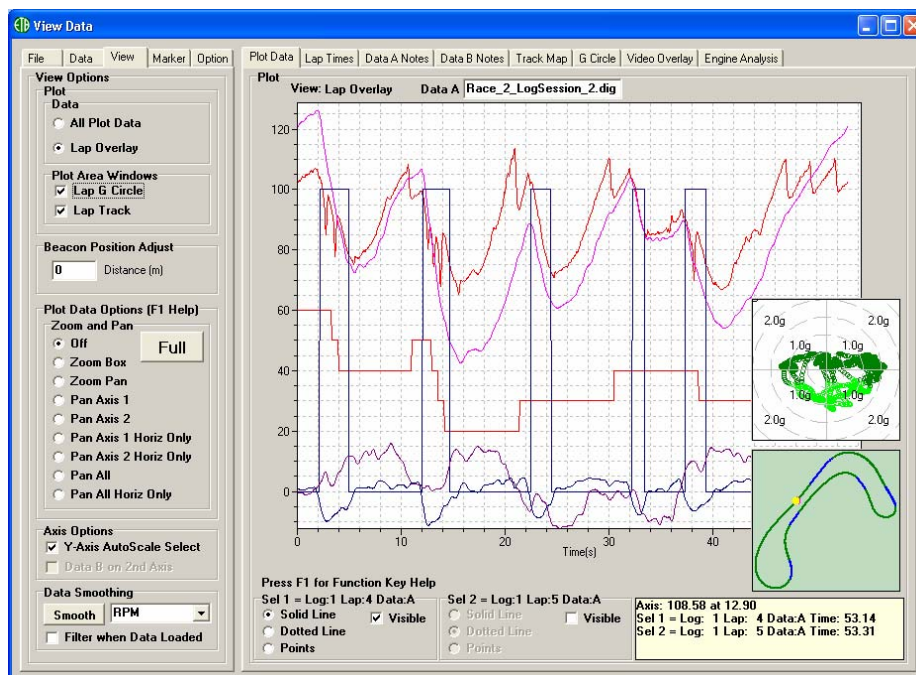 ETB View Data
File Data View Marker Option
View Options
Plot
Data
All Plot Data
Lap Overlay
Plot Area Windows
Lap G Circle
Lap Track
Beacon Position Adjust
0 Distance (m)
Plot Data Options (F1 Help)
Zoom and Pan
Off
Full
Zoom Box
Zoom Pan
Pan Axis 1
Pan Axis 2
Pan Axis 1 Horiz Only
Pan Axis 2 Horiz Only
Pan All
Pan All Horiz Only
Axis Options
Y-Axis AutoScale Select
Data B on 2nd Axis
Data Smoothing
Smooth RPM
Filter when Data Loaded
Plot Data Lap Times Data A Notes Data B Notes Track Map G Circle Video Overlay Engine Analysis
Plot
View: Lap Overlay Data A Race_2_LogSession_2.dig
120
100
80
60
40
20
0
0 10 20 30 40
Time(s)
2.0g 2.0g
1.0g 1.0g
1.0g 1.0g
2.0g 2.0g
Press F1 for Function Key Help
Sel 1 = Log:1 Lap:4 Data:A
Solid Line
Visible
Dotted Line
Points
Sel 2 = Log:1 Lap:5 Data:A
Solid Line
Visible
Dotted Line
Points
Axis: 108.58 at 12.90
Sel 1 = Log: 1 Lap: 4 Data:A Time: 53.14
Sel 2 = Log: 1 Lap: 5 Data:A Time: 53.31